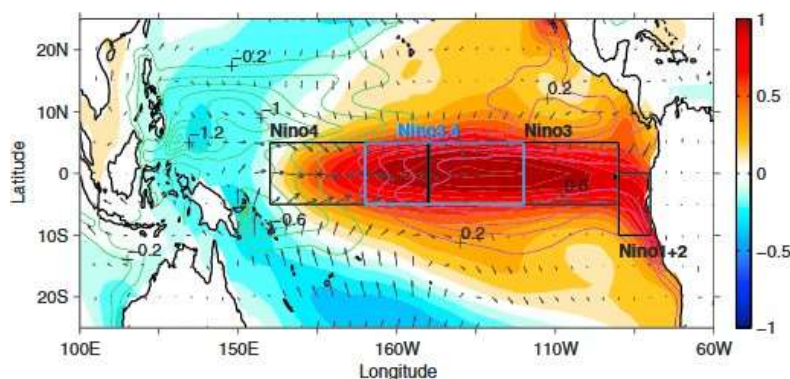 20N
10N
0
10S
20S
Latitude
100E
150E
160W
110W
60W
Longitude
−0.2
−1
−1.2
−0.6
−0.2
0.2
0.2
0.6
Nino4
Nino3.4
Nino3
Nino1+2
1
0.5
0
−0.5
−1